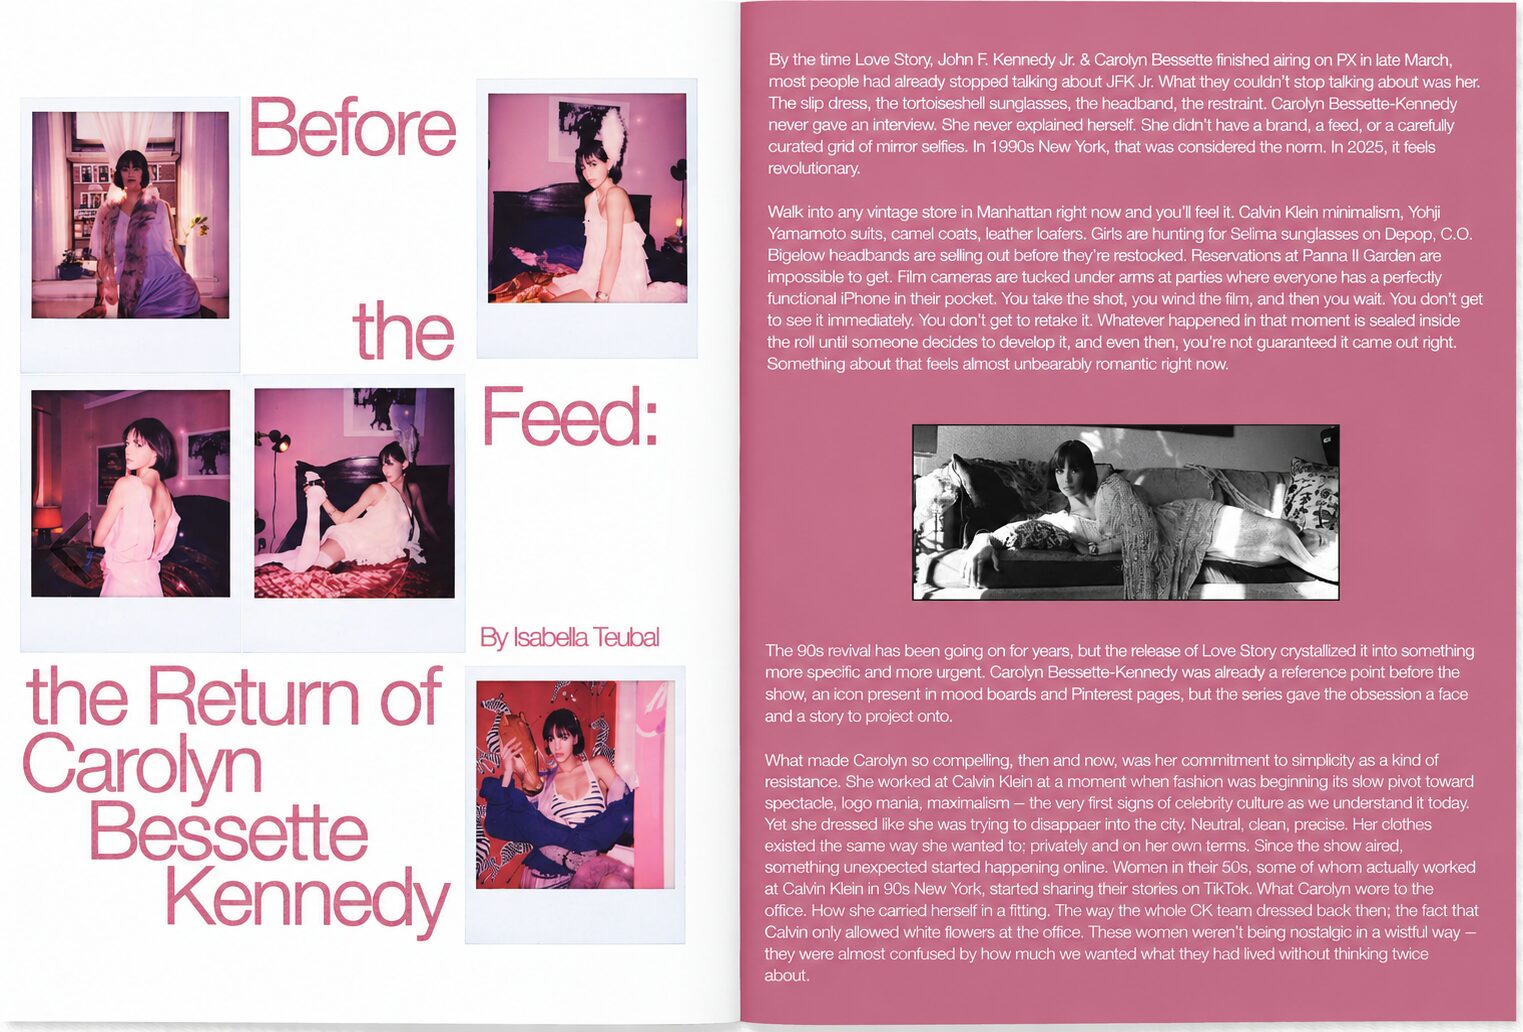 Before
the
Feed:
By Isabella Teubal
the Return of
Carolyn
Bessette
Kennedy
By the time Love Story, John F. Kennedy Jr. & Carolyn Bessette finished airing on PX in late March,
most people had already stopped talking about JFK Jr. What they couldn't stop talking about was her.
The slip dress, the tortoiseshell sunglasses, the headband, the restraint. Carolyn Bessette-Kennedy
never gave an interview. She never explained herself. She didn't have a brand, a feed, or a carefully
curated grid of mirror selfies. In 1990s New York, that was considered the norm. In 2025, it feels
revolutionary.
Walk into any vintage store in Manhattan right now and you'll feel it. Calvin Klein minimalism, Yohji
Yamamoto suits, camel coats, leather loafers. Girls are hunting for Selima sunglasses on Depop, C.O.
Bigelow headbands are selling out before they're restocked. Reservations at Panna II Garden are
impossible to get. Film cameras are tucked under arms at parties where everyone has a perfectly
functional iPhone in their pocket. You take the shot, you wind the film, and then you wait. You don't get
to see it immediately. You don't get to retake it. Whatever happened in that moment is sealed inside
the roll until someone decides to develop it, and even then, you're not guaranteed it came out right.
Something about that feels almost unbearably romantic right now.
The 90s revival has been going on for years, but the release of Love Story crystallized it into something
more specific and more urgent. Carolyn Bessette-Kennedy was already a reference point before the
show, an icon present in mood boards and Pinterest pages, but the series gave the obsession a face
and a story to project onto.
What made Carolyn so compelling, then and now, was her commitment to simplicity as a kind of
resistance. She worked at Calvin Klein at a moment when fashion was beginning its slow pivot toward
spectacle, logo mania, maximalism — the very first signs of celebrity culture as we understand it today.
Yet she dressed like she was trying to disappaer into the city. Neutral, clean, precise. Her clothes
existed the same way she wanted to; privately and on her own terms. Since the show aired,
something unexpected started happening online. Women in their 50s, some of whom actually worked
at Calvin Klein in 90s New York, started sharing their stories on TikTok. What Carolyn wore to the
office. How she carried herself in a fitting. The way the whole CK team dressed back then; the fact that
Calvin only allowed white flowers at the office. These women weren't being nostalgic in a wistful way —
they were almost confused by how much we wanted what they had lived without thinking twice
about.